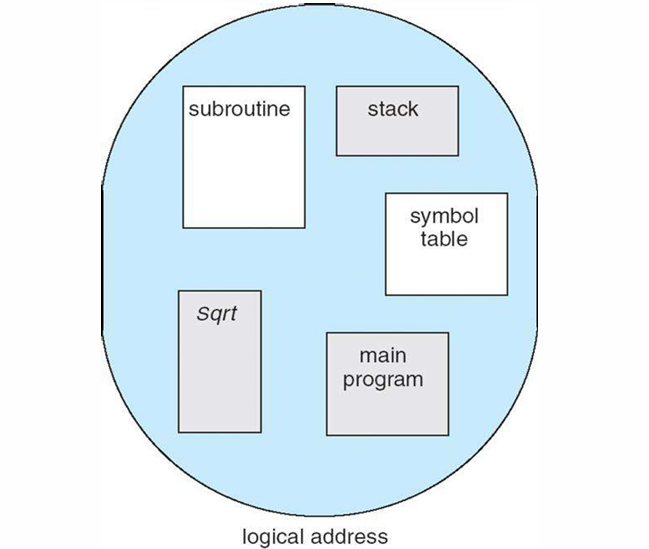 subroutine
stack
symbol
table
Sqrt
main
program
logical address